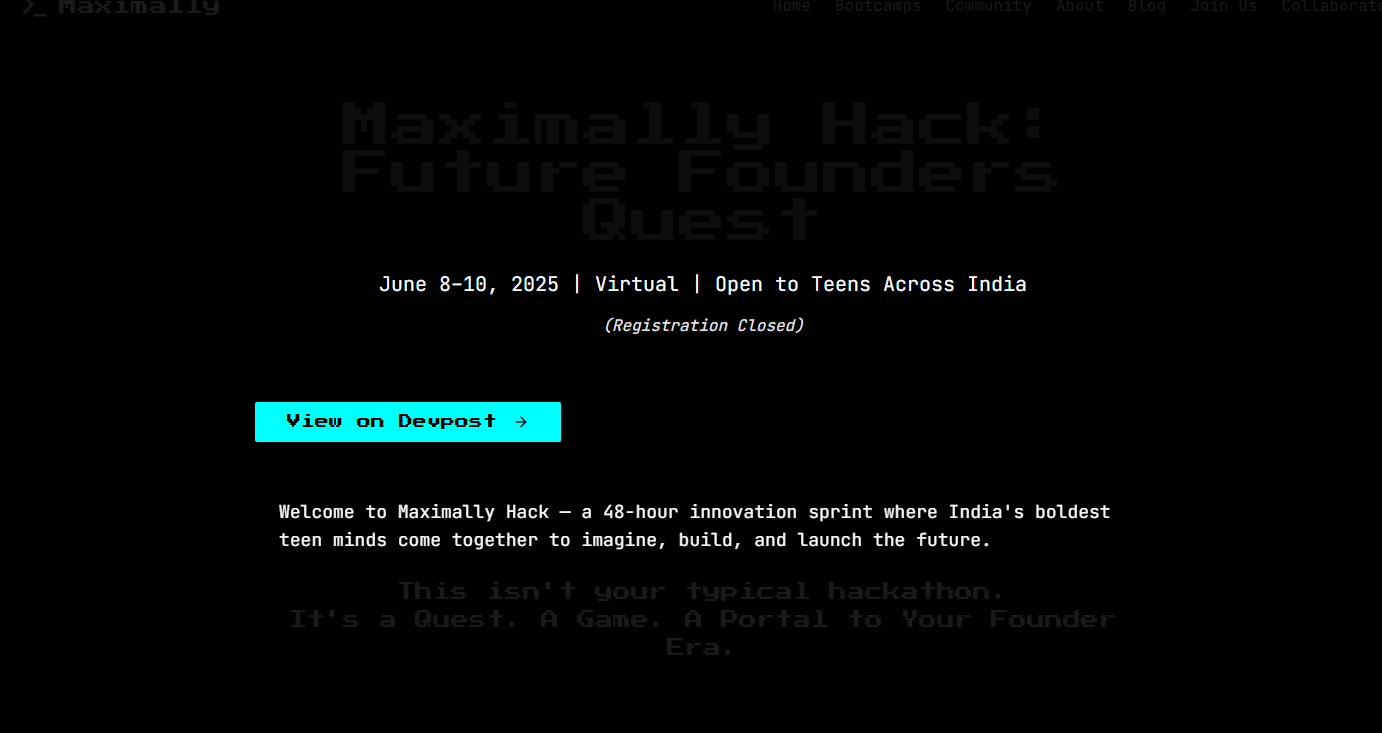 >_ Maximally
Home Bootcamps Community About Blog Join Us Collaborate
Maximally Hack:
Future Founders
Quest
June 8–10, 2025 | Virtual | Open to Teens Across India
(Registration Closed)
View on Devpost →
Welcome to Maximally Hack — a 48-hour innovation sprint where India's boldest
teen minds come together to imagine, build, and launch the future.
This isn't your typical hackathon.
It's a Quest. A Game. A Portal to Your Founder
Era.